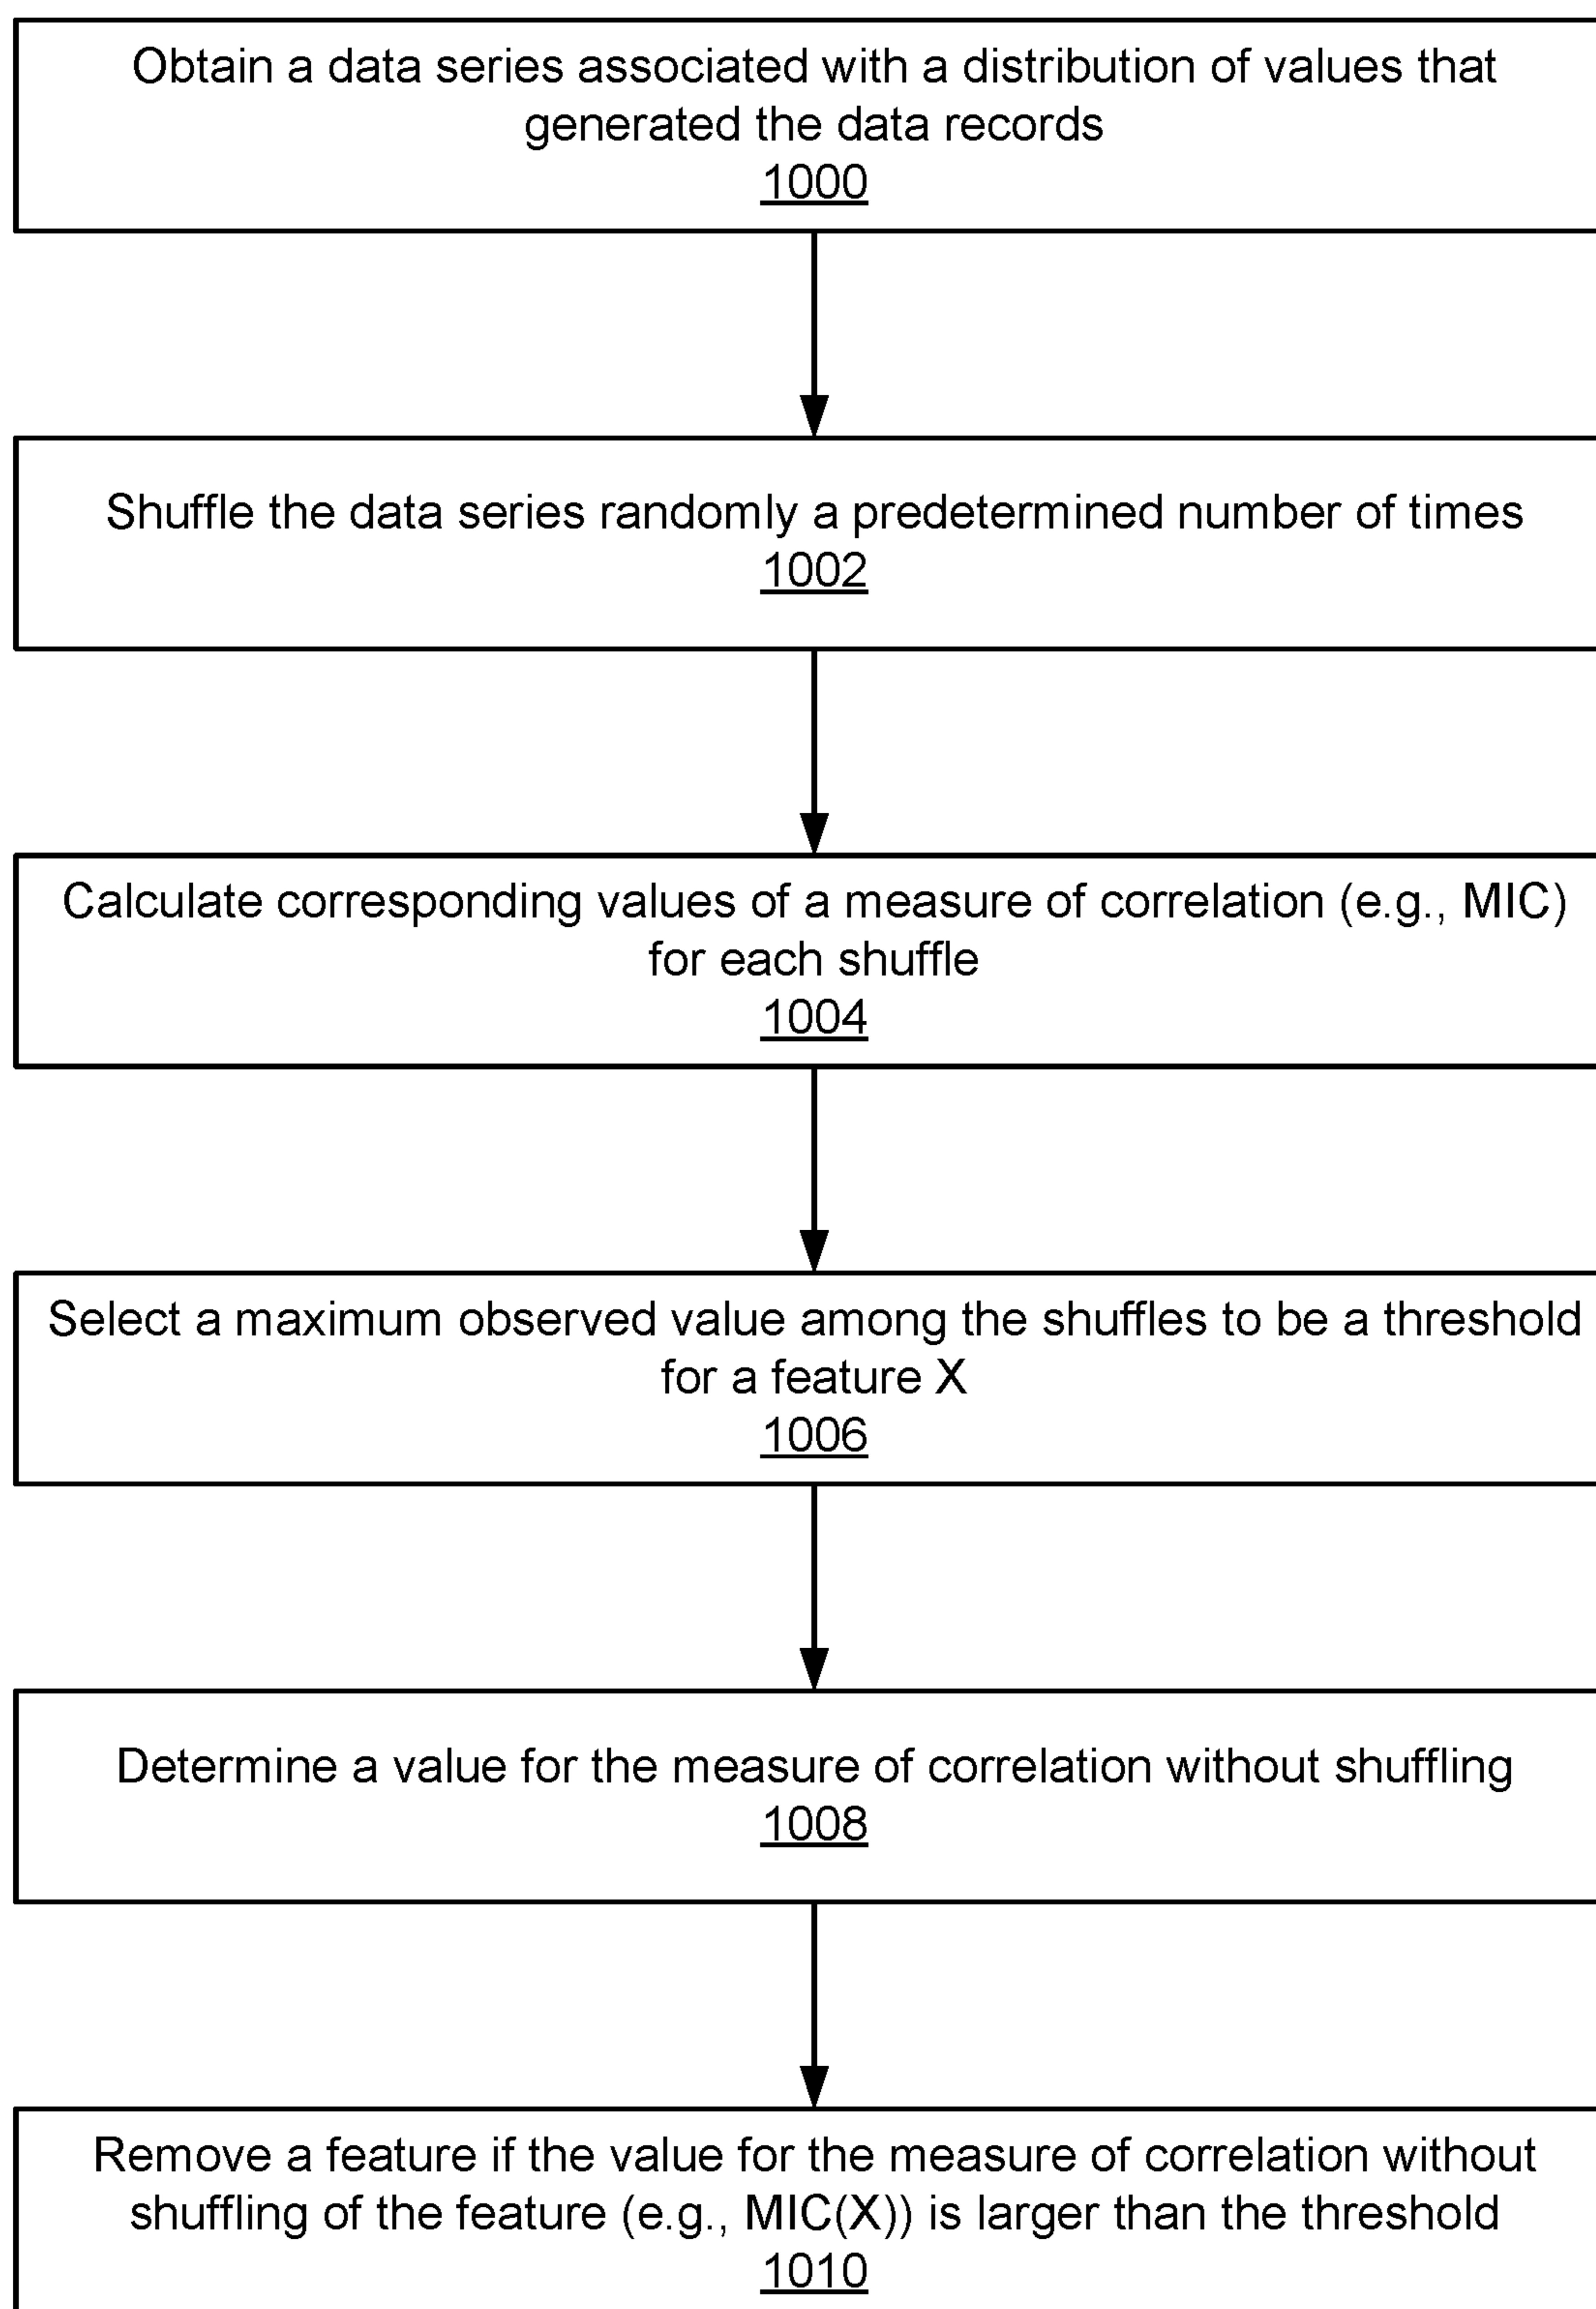 Obtain a data series associated with a distribution of values that
generated the data records
1000
Shuffle the data series randomly a predetermined number of times
1002
Calculate corresponding values of a measure of correlation (e.g., MIC)
for each shuffle
1004
Select a maximum observed value among the shuffles to be a threshold
for a feature X
1006
Determine a value for the measure of correlation without shuffling
1008
Remove a feature if the value for the measure of correlation without
shuffling of the feature (e.g., MIC(X)) is larger than the threshold
1010